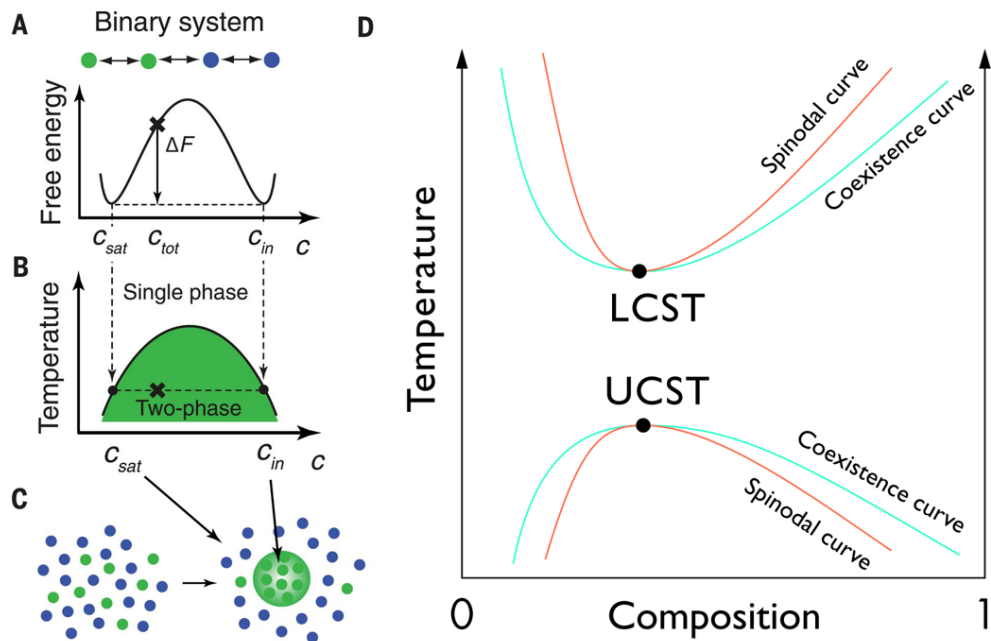 A
Binary system
Free energy
ΔF
c_sat
c_tot
c_in
c
B
Temperature
Single phase
Two-phase
c_sat
c_in
c
C
D
Temperature
Spinodal curve
Coexistence curve
LCST
UCST
Coexistence curve
Spinodal curve
0
Composition
1
1